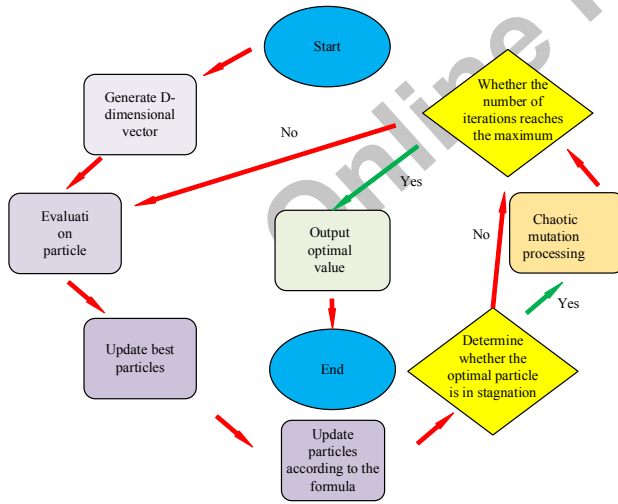 Start
Generate D-
dimensional
vector
Evaluati
on
particle
Update best
particles
Update
particles
according to the
formula
Determine
whether the
optimal particle
is in stagnation
No
Yes
Chaotic
mutation
processing
Whether the
the number of
iterations reaches
the maximum
No
Yes
Output
optimal
value
End
Online